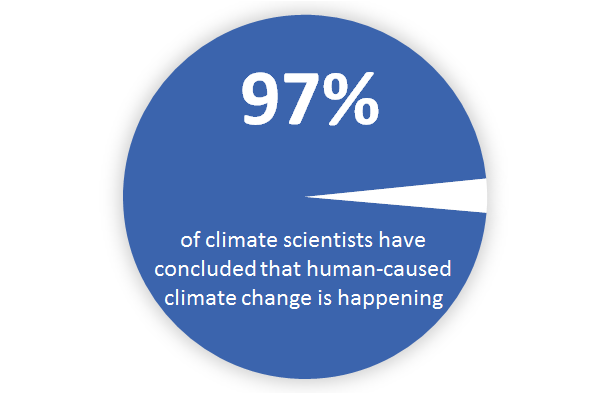 97%
of climate scientists have
concluded that human-caused
climate change is happening